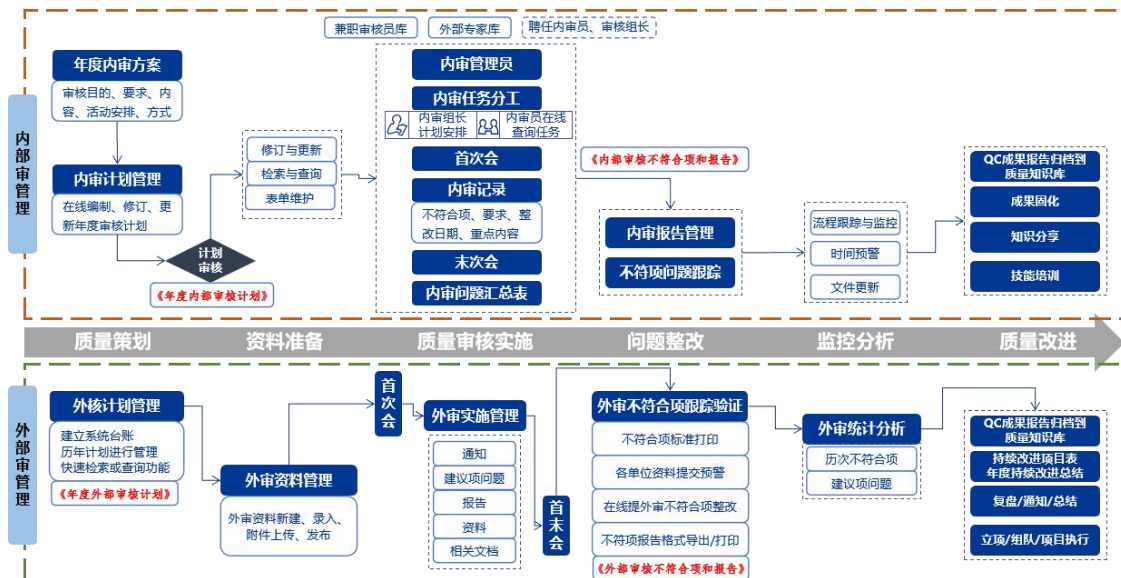 兼职审核员库
外部专家库
聘任内审员、审核组长
内部审管理
年度内审方案
审核目的、要求、内
容、活动安排、方式
内审计划管理
在线编制、修订、更
新年度审核计划
计划
审核
《年度内部审核计划》
修订与更新
检索与查询
表单维护
内审管理员
内审任务分工
内审组长
计划安排
内审员在线
查询任务
首次会
内审记录
不符合项、要求、整
改日期、重点内容
末次会
内审问题汇总表
《内部审核不符合项和报告》
内审报告管理
不符项问题跟踪
流程跟踪与监控
时间预警
文件更新
QC成果报告归档到
质量知识库
成果固化
知识分享
技能培训
质量策划
资料准备
质量审核实施
问题整改
监控分析
质量改进
外部审管理
外核计划管理
建立系统台账
历年计划进行管理
快速检索或查询功能
《年度外部审核计划》
外审资料管理
外审资料新建、录入、
附件上传、发布
首次会
外审实施管理
通知
建议项问题
报告
资料
相关文档
首末会
外审不符合项跟踪验证
不符合项标准打印
各单位资料提交预警
在线提外审不符合项整改
不符项报告格式导出/打印
《外部审核不符合项和报告》
外审统计分析
历次不符合项
建议项问题
QC成果报告归档到
质量知识库
持续改进项目表
年度持续改进总结
复盘/通知/总结
立项/组队/项目执行